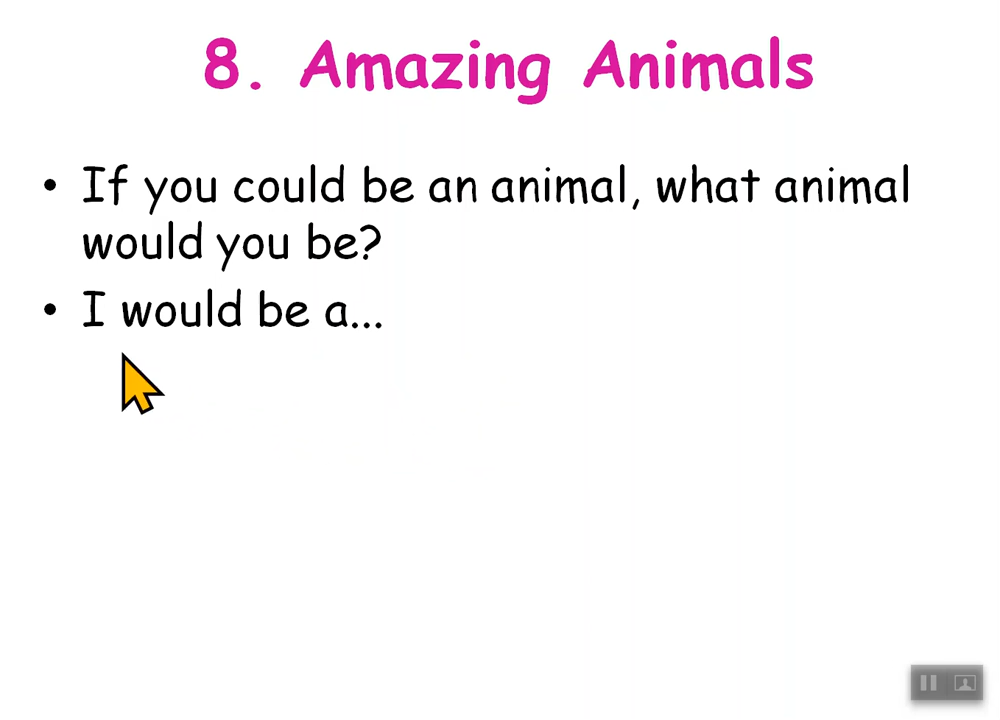 8. Amazing Animals
• If you could be an animal, what animal
would you be?
• I would be a...